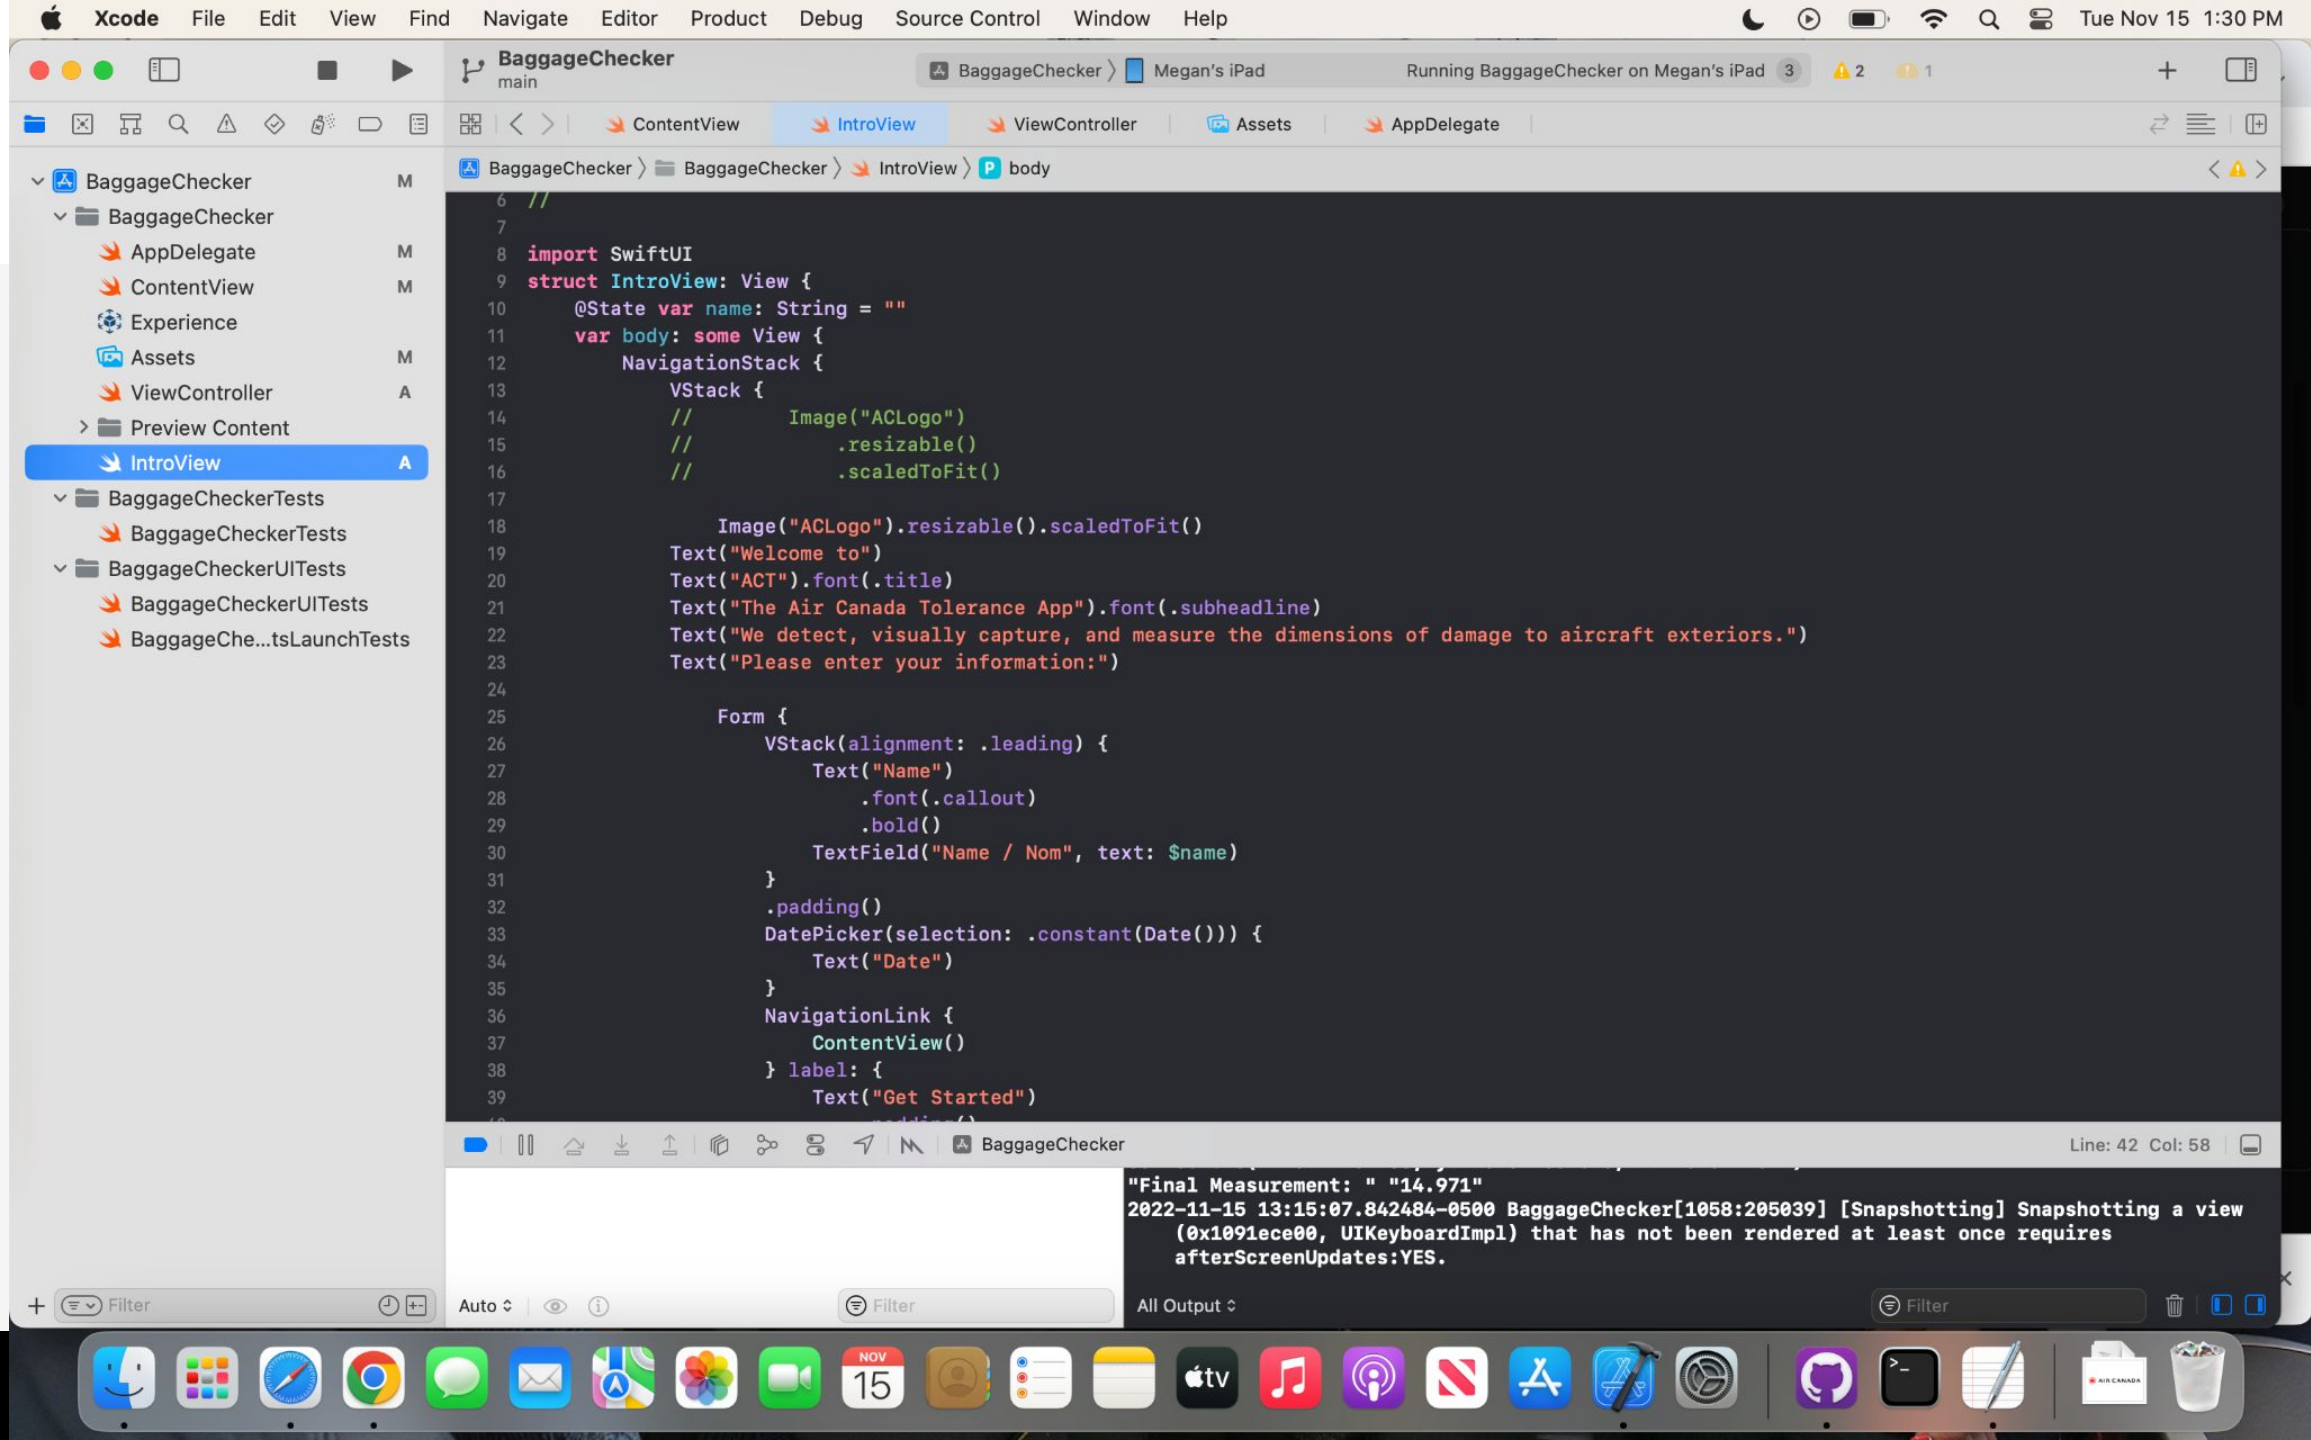 Xcode File Edit View Find Navigate Editor Product Debug Source Control Window Help Tue Nov 15 1:30 PM
BaggageChecker
main
BaggageChecker 〉 Megan's iPad Running BaggageChecker on Megan's iPad 3 2 1
ContentView IntroView ViewController Assets AppDelegate
BaggageChecker 〉 BaggageChecker 〉 IntroView 〉 P body
BaggageChecker M
BaggageChecker
AppDelegate M
ContentView M
Experience
Assets M
ViewController A
Preview Content
IntroView A
BaggageCheckerTests
BaggageCheckerTests
BaggageCheckerUITests
BaggageCheckerUITests
BaggageChe...tsLaunchTests
Filter
6 //
7
8 import SwiftUI
9 struct IntroView: View {
10 @State var name: String = ""
11 var body: some View {
12 NavigationStack {
13 VStack {
14 // Image("ACLogo")
15 // .resizable()
16 // .scaledToFit()
17
18 Image("ACLogo").resizable().scaledToFit()
19 Text("Welcome to")
20 Text("ACT").font(.title)
21 Text("The Air Canada Tolerance App").font(.subheadline)
22 Text("We detect, visually capture, and measure the dimensions of damage to aircraft exteriors.")
23 Text("Please enter your information:")
24
25 Form {
26 VStack(alignment: .leading) {
27 Text("Name")
28 .font(.callout)
29 .bold()
30 TextField("Name / Nom", text: $name)
31 }
32 .padding()
33 DatePicker(selection: .constant(Date())) {
34 Text("Date")
35 }
36 NavigationLink {
37 ContentView()
38 } label: {
39 Text("Get Started")
BaggageChecker Line: 42 Col: 58
"Final Measurement: " "14.971"
2022-11-15 13:15:07.842484-0500 BaggageChecker[1058:205039] [Snapshotting] Snapshotting a view
(0x1091ece00, UIKeyboardImpl) that has not been rendered at least once requires
afterScreenUpdates:YES.
Auto Filter All Output Filter
NOV
15
tv
AIR CANADA